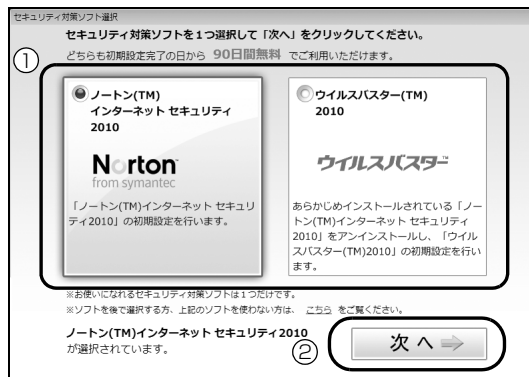 セキュリティ対策ソフト選択
セキュリティ対策ソフトを1つ選択して「次へ」をクリックしてください。
どちらも初期設定完了の日から 90日間無料 でご利用いただけます。
①
ノートン(TM)
インターネット セキュリティ
2010
Norton
from symantec
「ノートン(TM)インターネット セキュリ
ティ2010」の初期設定を行います。
ウイルスバスター(TM)
2010
ウイルスバスター™
あらかじめインストールされている「ノー
トン(TM)インターネット セキュリティ
2010」をアンインストールし、「ウイル
スバスター(TM)2010」の初期設定を行い
ます。
※お使いになれるセキュリティ対策ソフトは1つだけです。
※ソフトを後で選択する方、上記のソフトを使わない方は、 こちら をご覧ください。
ノートン(TM)インターネット セキュリティ2010
が選択されています。
②
次 へ